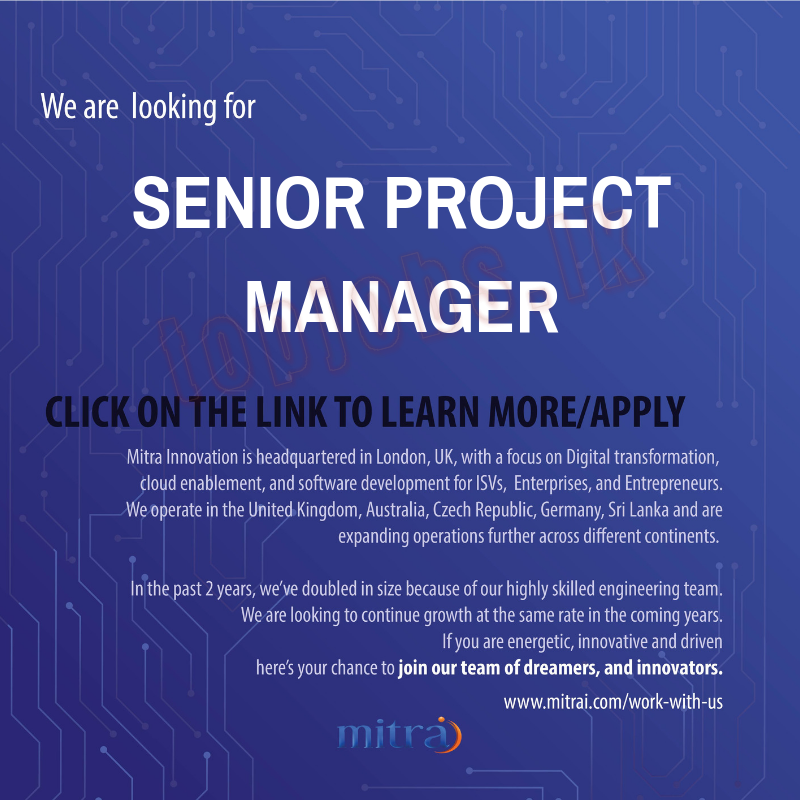 We are looking for
SENIOR PROJECT
MANAGER
topjobs.lk
CLICK ON THE LINK TO LEARN MORE/APPLY
Mitra Innovation is headquartered in London, UK, with a focus on Digital transformation,
cloud enablement, and software development for ISVs, Enterprises, and Entrepreneurs.
We operate in the United Kingdom, Australia, Czech Republic, Germany, Sri Lanka and are
expanding operations further across different continents.
In the past 2 years, we've doubled in size because of our highly skilled engineering team.
We are looking to continue growth at the same rate in the coming years.
If you are energetic, innovative and driven
here's your chance to join our team of dreamers, and innovators.
www.mitrai.com/work-with-us
mitra